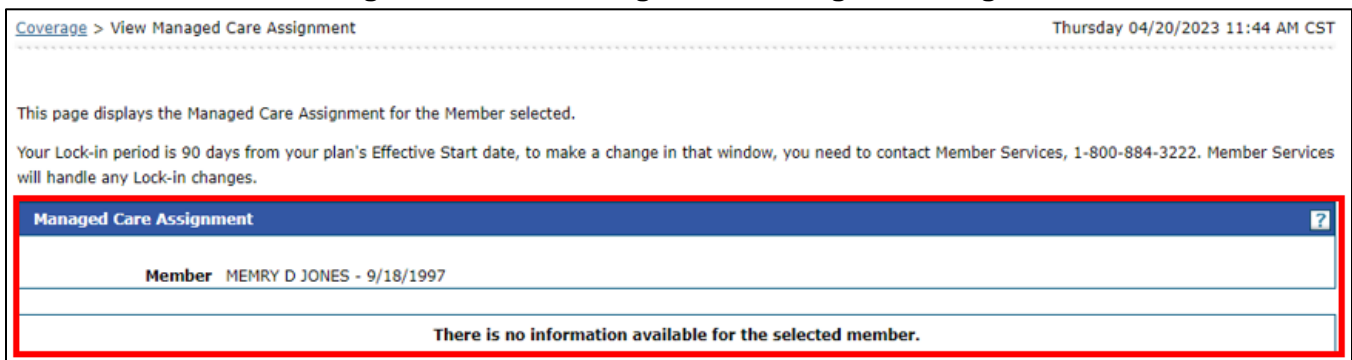 Coverage > View Managed Care Assignment Thursday 04/20/2023 11:44 AM CST
This page displays the Managed Care Assignment for the Member selected.
Your Lock-in period is 90 days from your plan's Effective Start date, to make a change in that window, you need to contact Member Services, 1-800-884-3222. Member Services
will handle any Lock-in changes.
Managed Care Assignment ?
Member MEMRY D JONES - 9/18/1997
There is no information available for the selected member.